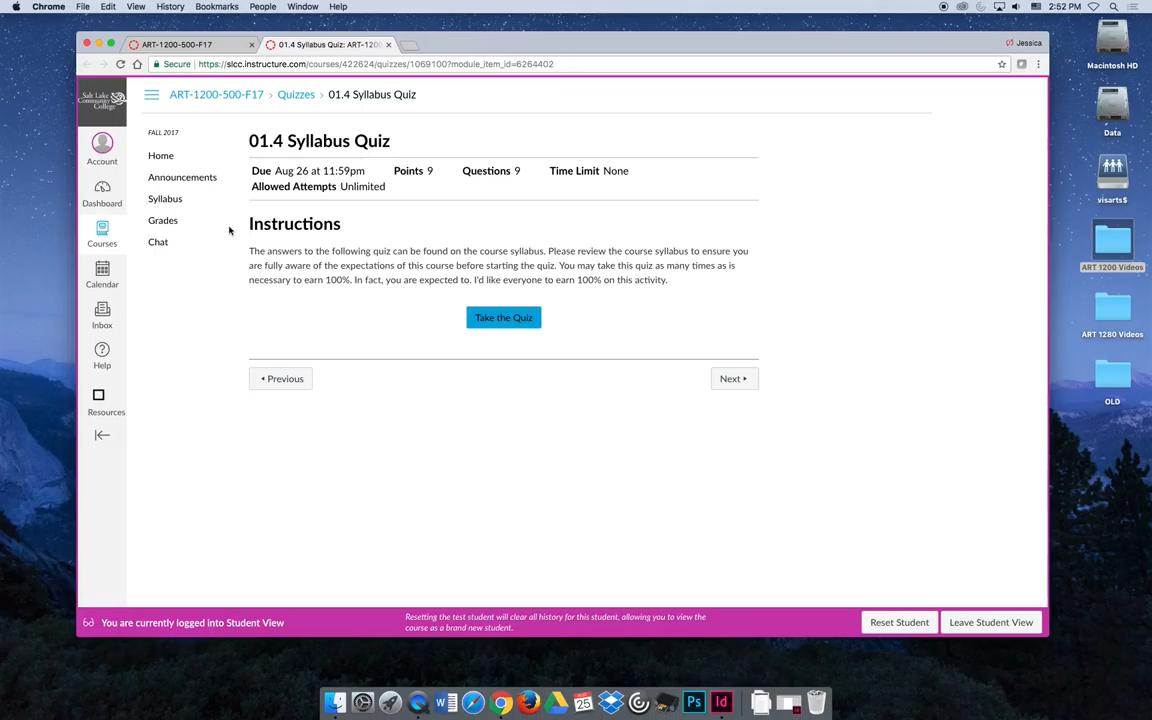 Chrome File Edit View History Bookmarks People Window Help 2:52 PM
ART-1200-500-F17 01.4 Syllabus Quiz: ART-1200 Jessica
Secure https://slcc.instructure.com/courses/422624/quizzes/1069100?module_item_id=6264402
Salt Lake
Community
College
ART-1200-500-F17 › Quizzes › 01.4 Syllabus Quiz
Account
Dashboard
Courses
Calendar
Inbox
Help
Resources
FALL 2017
Home
Announcements
Syllabus
Grades
Chat
01.4 Syllabus Quiz
Due Aug 26 at 11:59pm Points 9 Questions 9 Time Limit None
Allowed Attempts Unlimited
Instructions
The answers to the following quiz can be found on the course syllabus. Please review the course syllabus to ensure you
are fully aware of the expectations of this course before starting the quiz. You may take this quiz as many times as is
necessary to earn 100%. In fact, you are expected to. I'd like everyone to earn 100% on this activity.
Take the Quiz
Previous Next
You are currently logged into Student View
Resetting the test student will clear all history for this student, allowing you to view the
course as a brand new student.
Reset Student Leave Student View
Macintosh HD
Data
visarts$
ART 1200 Videos
ART 1280 Videos
OLD
W 25 Ps Id